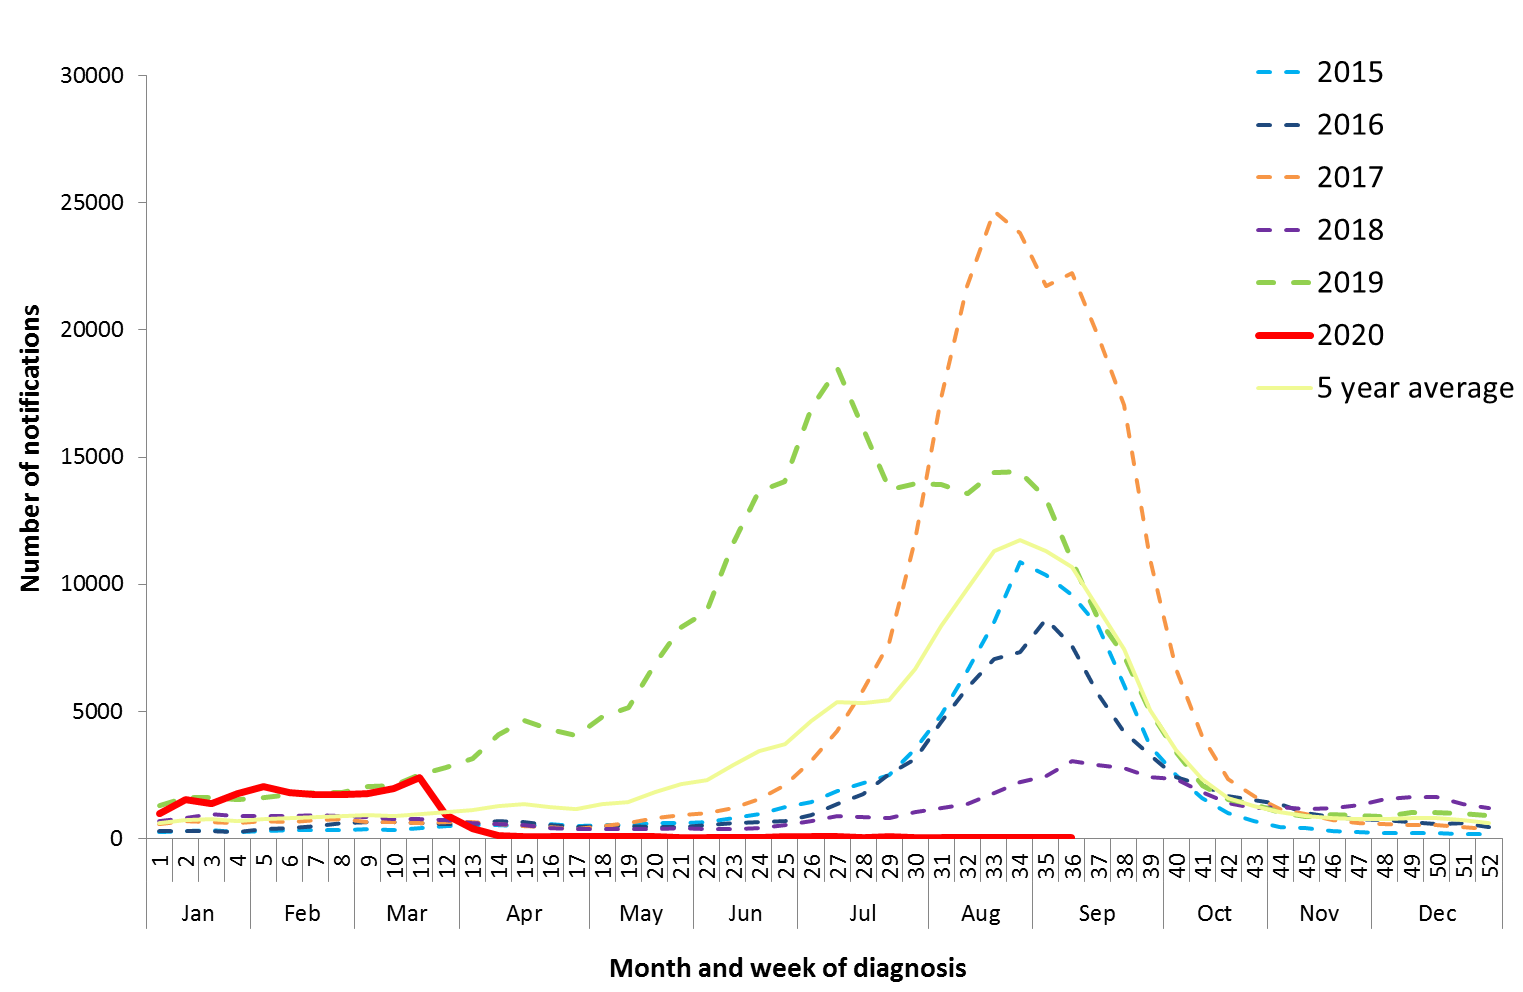 30000
25000
20000
15000
10000
5000
0
Number of notifications
2015
2016
2017
2018
2019
2020
5 year average
1 2 3 4 5 6 7 8 9 10 11 12 13 14 15 16 17 18 19 20 21 22 23 24 25 26 27 28 29 30 31 32 33 34 35 36 37 38 39 40 41 42 43 44 45 46 47 48 49 50 51 52
Jan Feb Mar Apr May Jun Jul Aug Sep Oct Nov Dec
Month and week of diagnosis